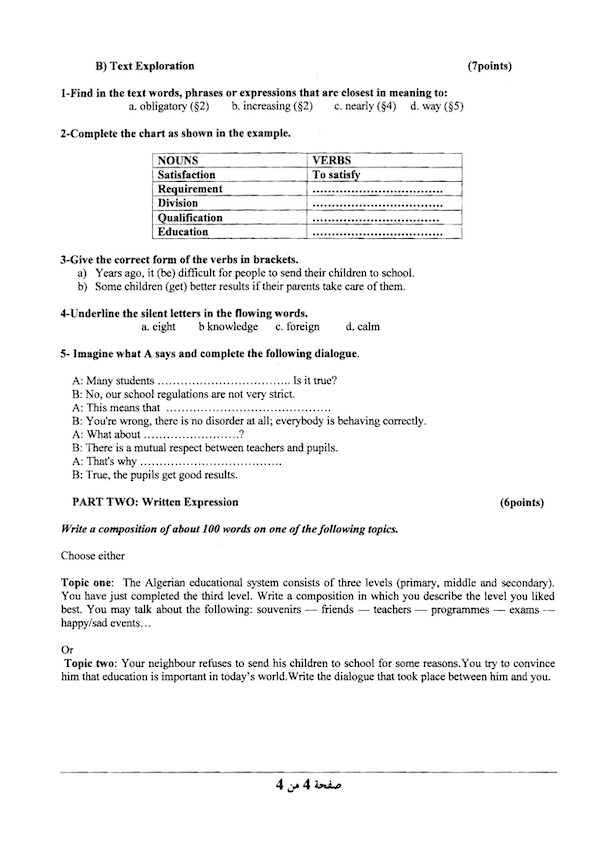 B) Text Exploration (7points)
1-Find in the text words, phrases or expressions that are closest in meaning to:
a. obligatory (§2) b. increasing (§2) c. nearly (§4) d. way (§5)
2-Complete the chart as shown in the example.
NOUNS VERBS
Satisfaction To satisfy
Requirement ..................................
Division ..................................
Qualification .................................
Education ..................................
3-Give the correct form of the verbs in brackets.
a) Years ago, it (be) difficult for people to send their children to school.
b) Some children (get) better results if their parents take care of them.
4-Underline the silent letters in the flowing words.
a. eight b knowledge c. foreign d. calm
5- Imagine what A says and complete the following dialogue.
A: Many students .................................. Is it true?
B: No, our school regulations are not very strict.
A: This means that ..........................................
B: You're wrong, there is no disorder at all; everybody is behaving correctly.
A: What about .........................?
B: There is a mutual respect between teachers and pupils.
A: That's why ....................................
B: True, the pupils get good results.
PART TWO: Written Expression (6points)
Write a composition of about 100 words on one of the following topics.
Choose either
Topic one: The Algerian educational system consists of three levels (primary, middle and secondary).
You have just completed the third level. Write a composition in which you describe the level you liked
best. You may talk about the following: souvenirs — friends — teachers — programmes — exams —
happy/sad events…
Or
Topic two: Your neighbour refuses to send his children to school for some reasons.You try to convince
him that education is important in today's world.Write the dialogue that took place between him and you.
صفحة 4 من 4